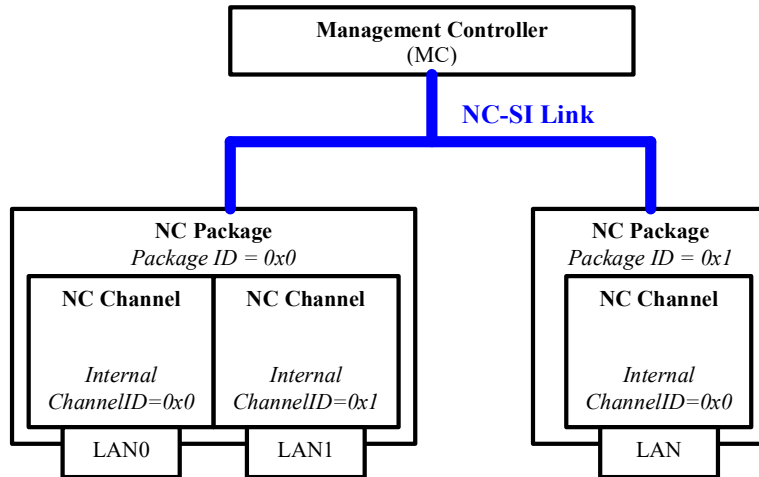 Management Controller
(MC)
NC-SI Link
NC Package
Package ID = 0x0
NC Channel
Internal
ChannelID=0x0
NC Channel
Internal
ChannelID=0x1
LAN0
LAN1
NC Package
Package ID = 0x1
NC Channel
Internal
ChannelID=0x0
LAN